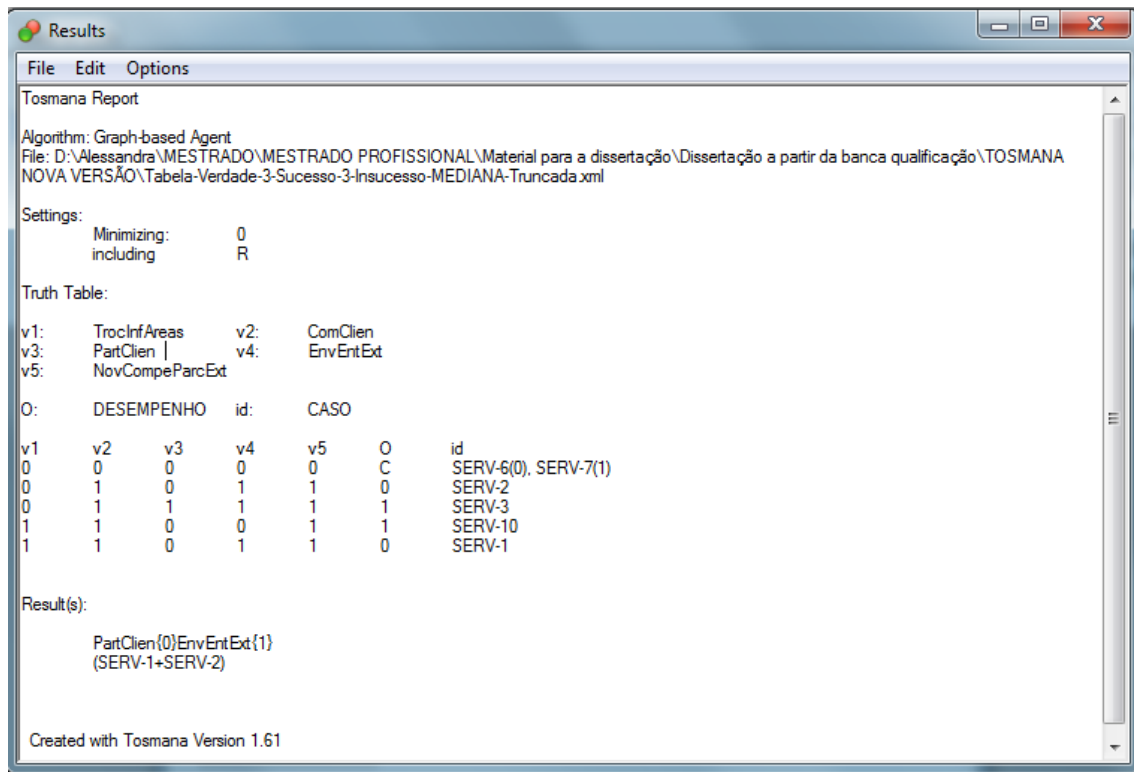 Results
File Edit Options
Tosmana Report
Algorithm: Graph-based Agent
File: D:\Alessandra\MESTRADO\MESTRADO PROFISSIONAL\Material para a dissertação\Dissertação a partir da banca qualificação\TOSMANA
NOVA VERSÃO\Tabela-Verdade-3-Sucesso-3-Insucesso-MEDIANA-Truncada.xml
Settings:
Minimizing: 0
including R
Truth Table:
v1: TrocInfAreas v2: ComClien
v3: PartClien v4: EnvEntExt
v5: NovCompeParcExt
O: DESEMPENHO id: CASO
v1 v2 v3 v4 v5 O id
0 0 0 0 0 C SERV-6(0), SERV-7(1)
0 1 0 1 1 0 SERV-2
0 1 1 1 1 1 SERV-3
1 1 0 0 1 1 SERV-10
1 1 0 1 1 0 SERV-1
Result(s):
PartClien{0}EnvEntExt{1}
(SERV-1+SERV-2)
Created with Tosmana Version 1.61